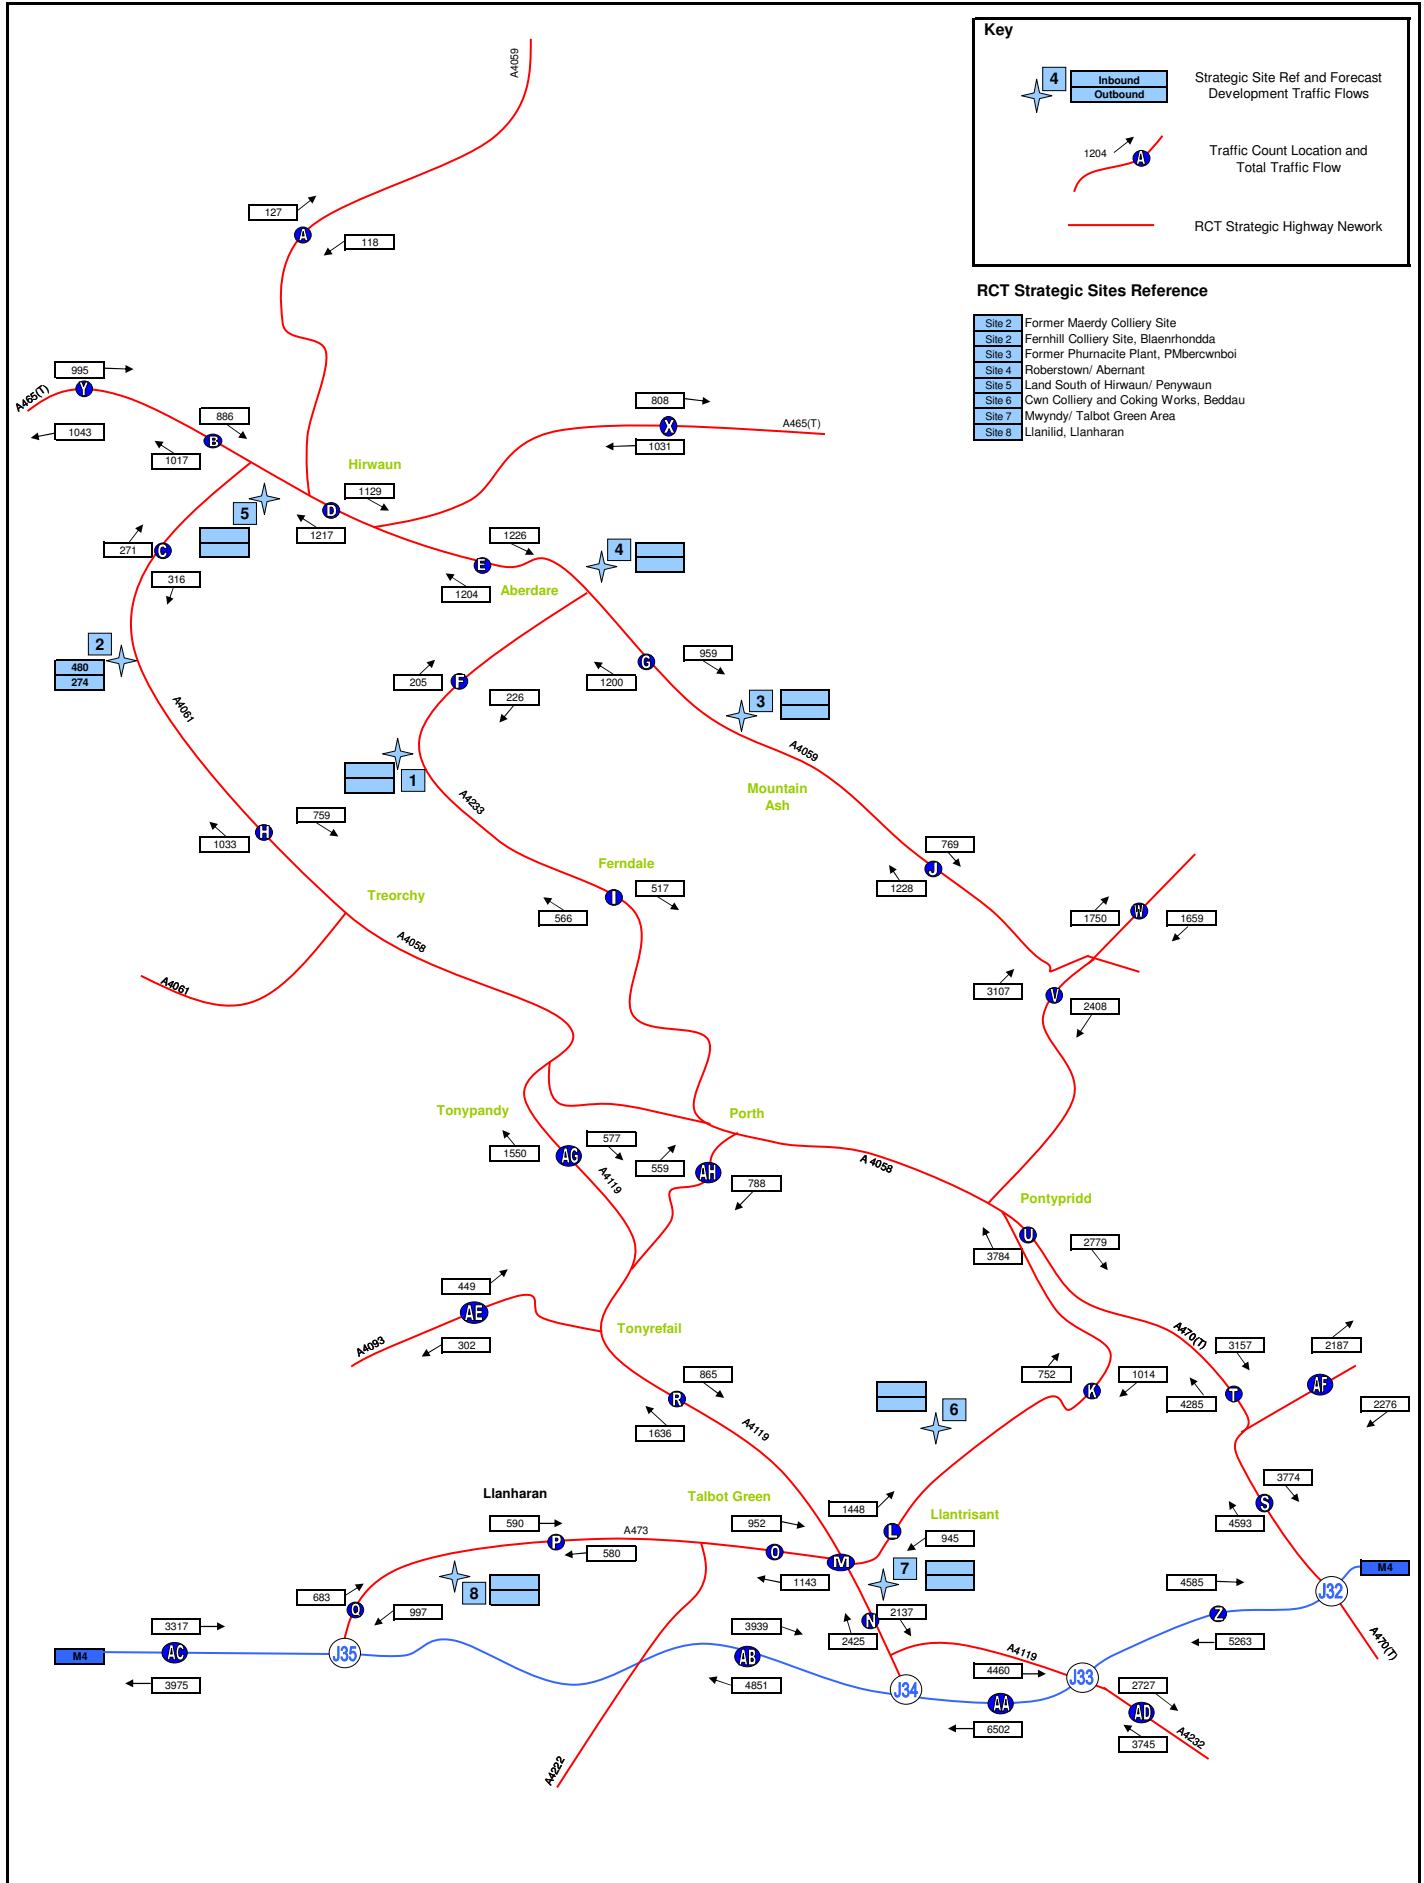 Key
4
Inbound
Outbound
Strategic Site Ref and Forecast
Development Traffic Flows
1204
A
Traffic Count Location and
Total Traffic Flow
RCT Strategic Highway Nework
RCT Strategic Sites Reference
Site 2 Former Maerdy Colliery Site
Site 2 Fernhill Colliery Site, Blaenrhondda
Site 3 Former Phurnacite Plant, PMbercwnboi
Site 4 Roberstown/ Abernant
Site 5 Land South of Hirwaun/ Penywaun
Site 6 Cwn Colliery and Coking Works, Beddau
Site 7 Mwyndy/ Talbot Green Area
Site 8 Llanilid, Llanharan
A4059
127
A
118
995
Y
A465(T)
1043
886
B
1017
808
X
A465(T)
1031
Hirwaun
1129
D
1217
5
271
C
316
1226
E
1204
Aberdare
4
2
480
274
A4061
205
F
226
959
G
1200
3
A4059
Mountain
Ash
1
A4233
759
H
1033
Treorchy
Ferndale
517
I
566
769
J
1228
1750
W
1659
A4058
A4061
3107
V
2408
Tonypandy
Porth
1550
577
AG
559
AH
788
A4119
A 4058
Pontypridd
3784
U
2779
449
AE
302
A4093
Tonyrefail
A470(T)
3157
2187
T
AF
4285
2276
865
R
1636
A4119
752
K
1014
6
3774
S
4593
Llanharan
Talbot Green
Llantrisant
590
P
580
A473
952
O
1143
M
1448
L
945
7
8
683
Q
997
2137
N
2425
4585
Z
5263
J32
M4
A470(T)
3317
M4
AC
3975
J35
3939
AB
4851
J34
4460
A4119
J33
AA
6502
2727
AD
3745
A4232
A4222